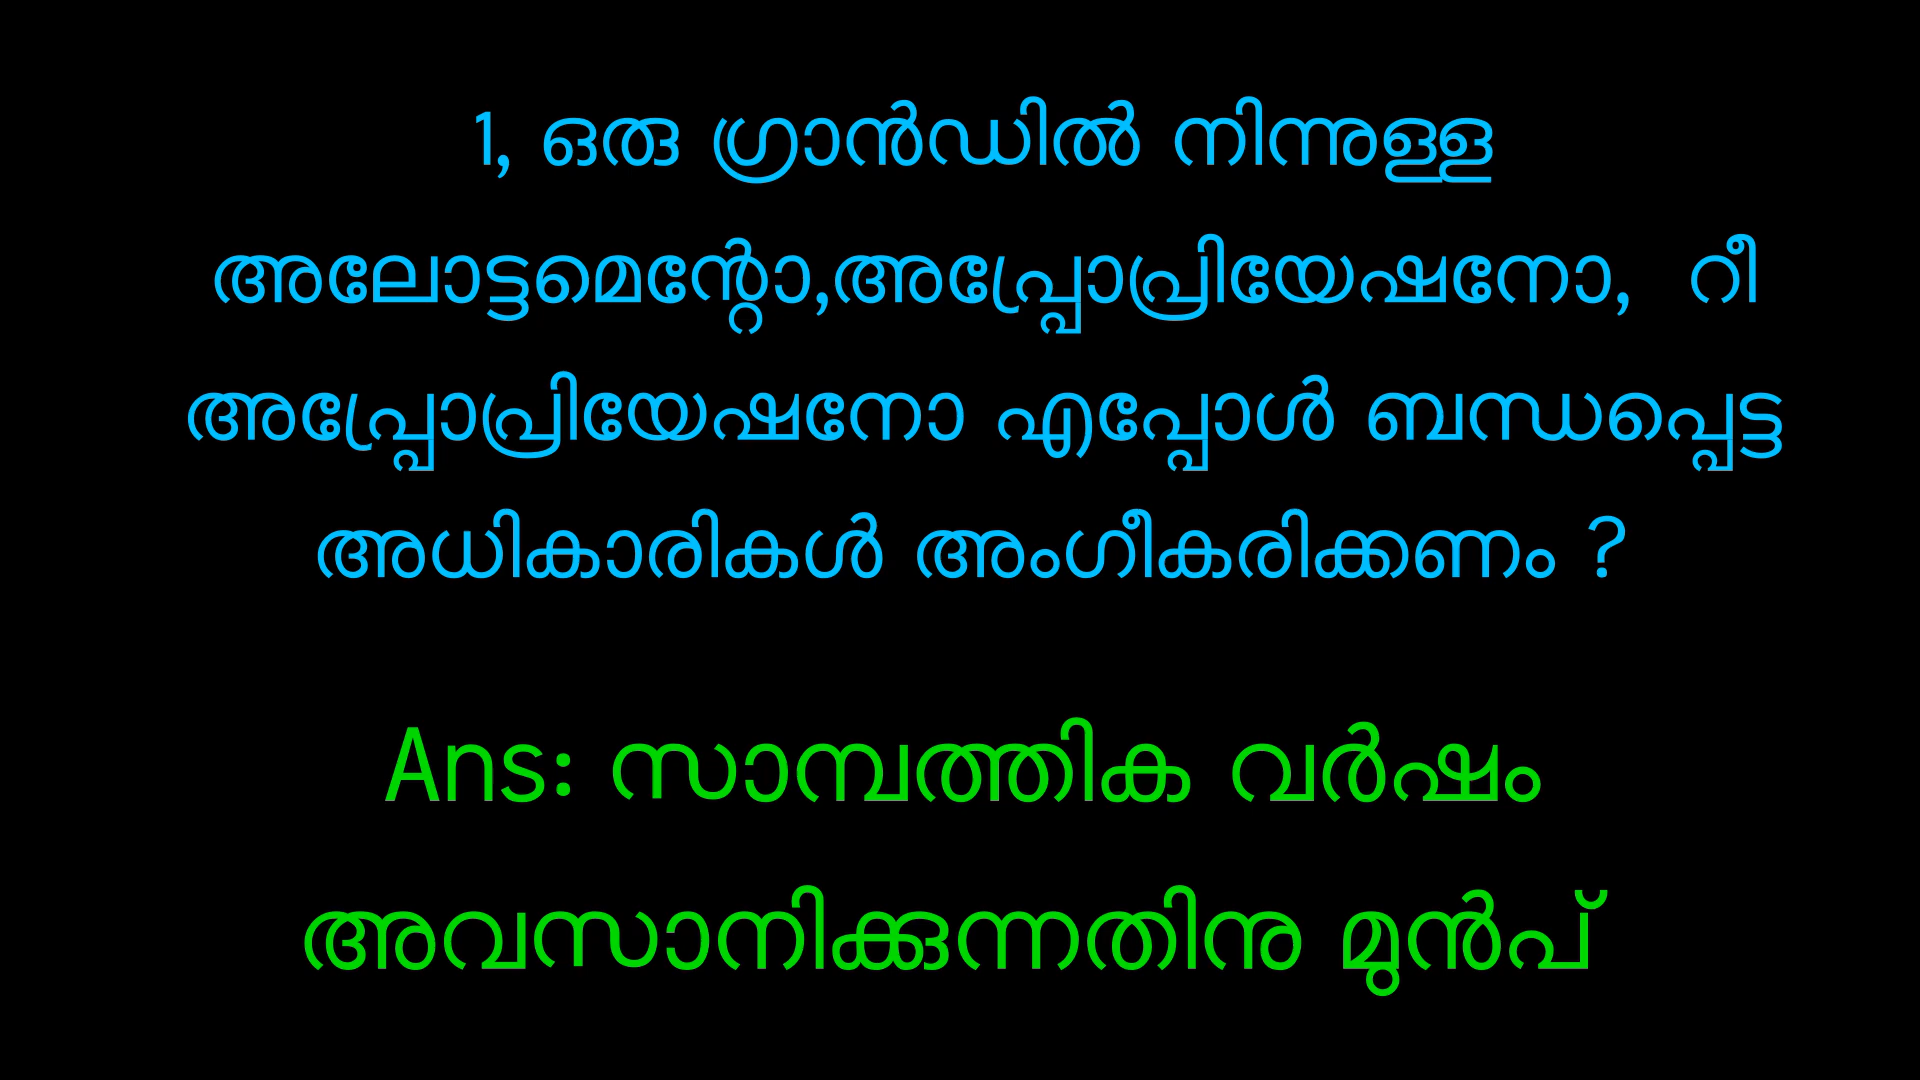 1, ഒരു ഗ്രാൻഡിൽ നിന്നുള്ള
അലോട്ടമെന്റോ,അപ്രോപ്രിയേഷനോ, റീ
അപ്രോപ്രിയേഷനോ എപ്പോൾ ബന്ധപ്പെട്ട
അധികാരികൾ അംഗീകരിക്കണം ?
Ans: സാമ്പത്തിക വർഷം
അവസാനിക്കുന്നതിനു മുൻപ്